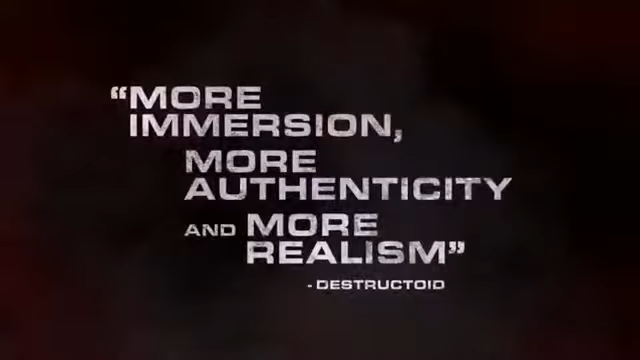 “MORE
IMMERSION,
MORE
AUTHENTICITY
AND MORE
REALISM”
- DESTRUCTOID